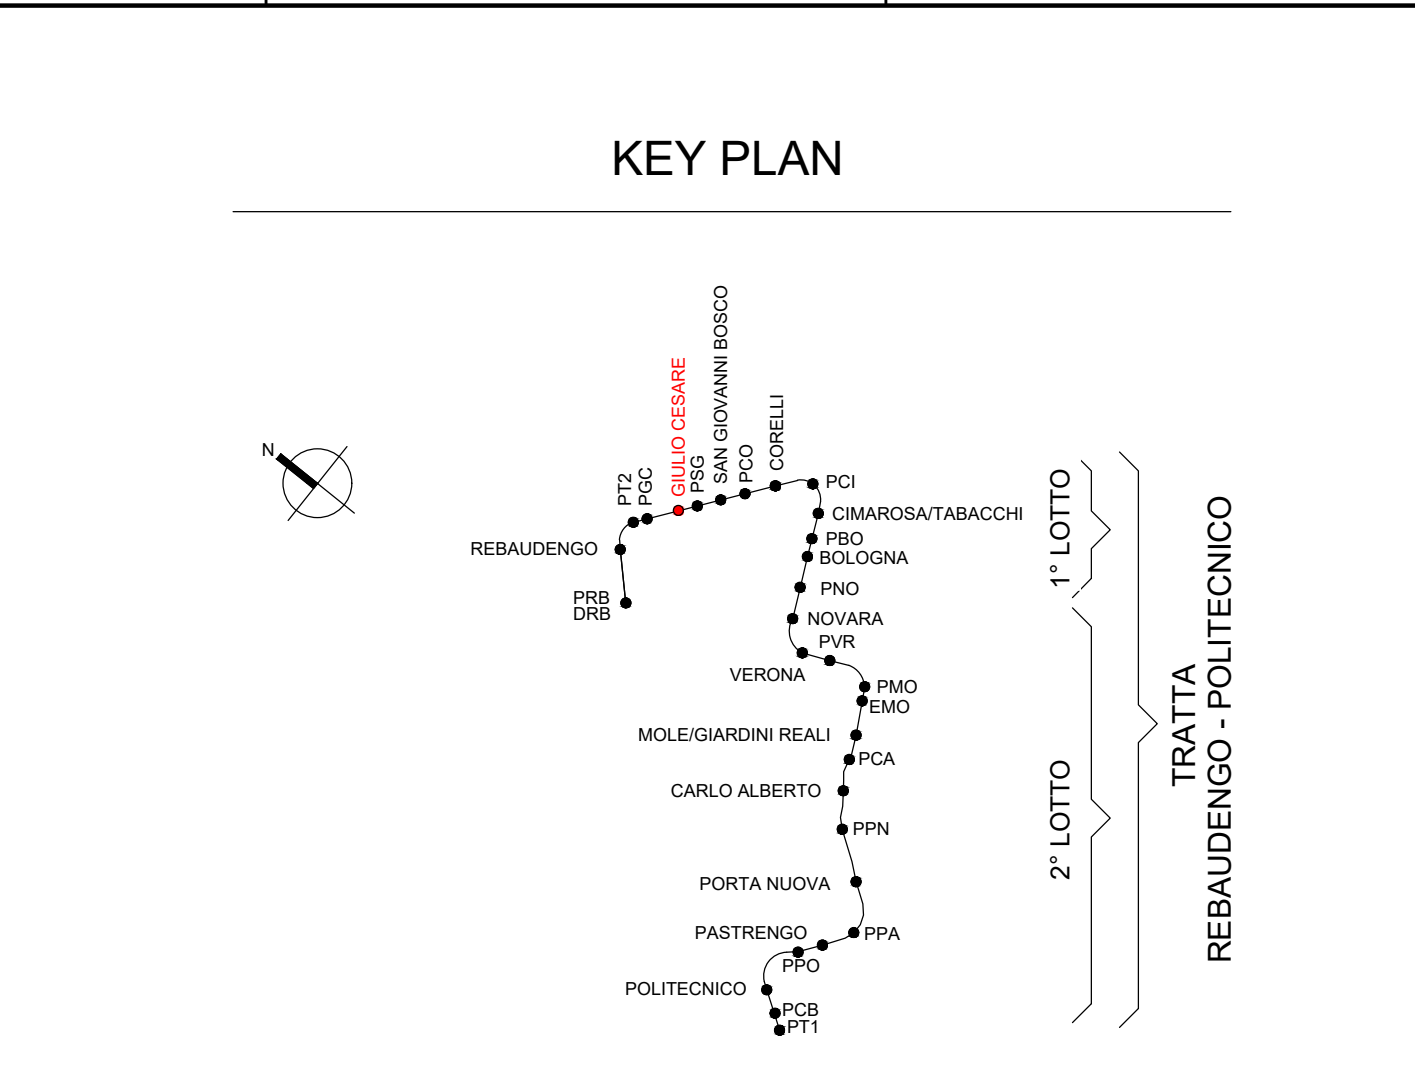 KEY PLAN
N
PT2
PGC
GIULIO CESARE
PSG
SAN GIOVANNI BOSCO
PCO
CORELLI
PCI
CIMAROSA/TABACCHI
PBO
BOLOGNA
REBAUDENGO
PNO
PRB
DRB
NOVARA
PVR
VERONA
PMO
EMO
MOLE/GIARDINI REALI
PCA
CARLO ALBERTO
PPN
PORTA NUOVA
PASTRENGO
PPA
PPO
POLITECNICO
PCB
PT1
1° LOTTO
2° LOTTO
TRATTA
REBAUDENGO - POLITECNICO